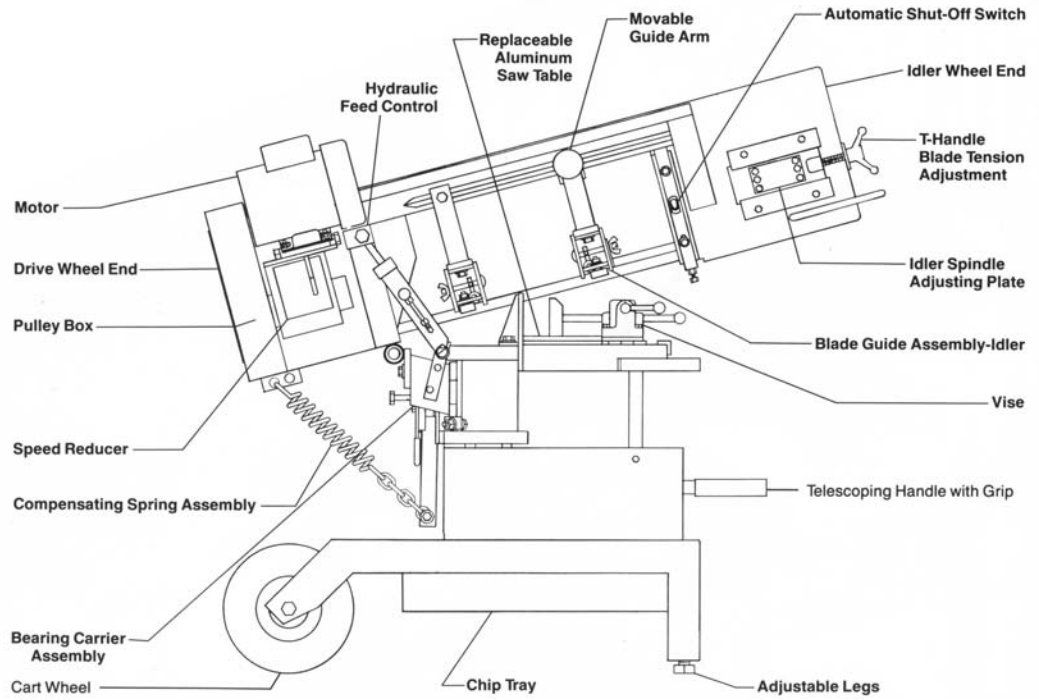 Automatic Shut-Off Switch
Movable
Guide Arm
Replaceable
Aluminum
Saw Table
Idler Wheel End
Hydraulic
Feed Control
T-Handle
Blade Tension
Adjustment
Motor
Drive Wheel End
Idler Spindle
Adjusting Plate
Pulley Box
Blade Guide Assembly-Idler
Vise
Speed Reducer
Compensating Spring Assembly
Telescoping Handle with Grip
Bearing Carrier
Assembly
Cart Wheel
Chip Tray
Adjustable Legs